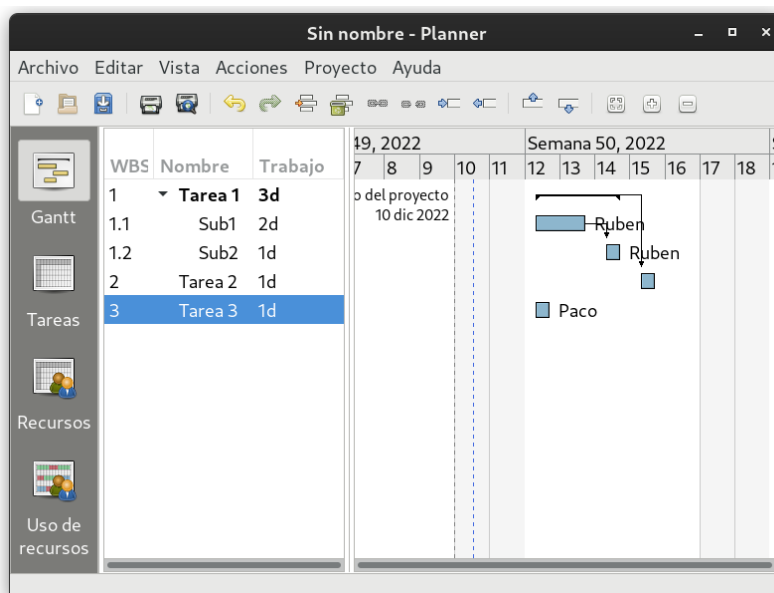 Sin nombre - Planner
Archivo Editar Vista Acciones Proyecto Ayuda
49, 2022 Semana 50, 2022
WBS Nombre Trabajo 7 8 9 10 11 12 13 14 15 16 17 18
Gantt
Tareas
Recursos
Uso de
recursos
1 Tarea 1 3d
1.1 Sub1 2d
1.2 Sub2 1d
2 Tarea 2 1d
3 Tarea 3 1d
o del proyecto
10 dic 2022
Ruben
Ruben
Paco